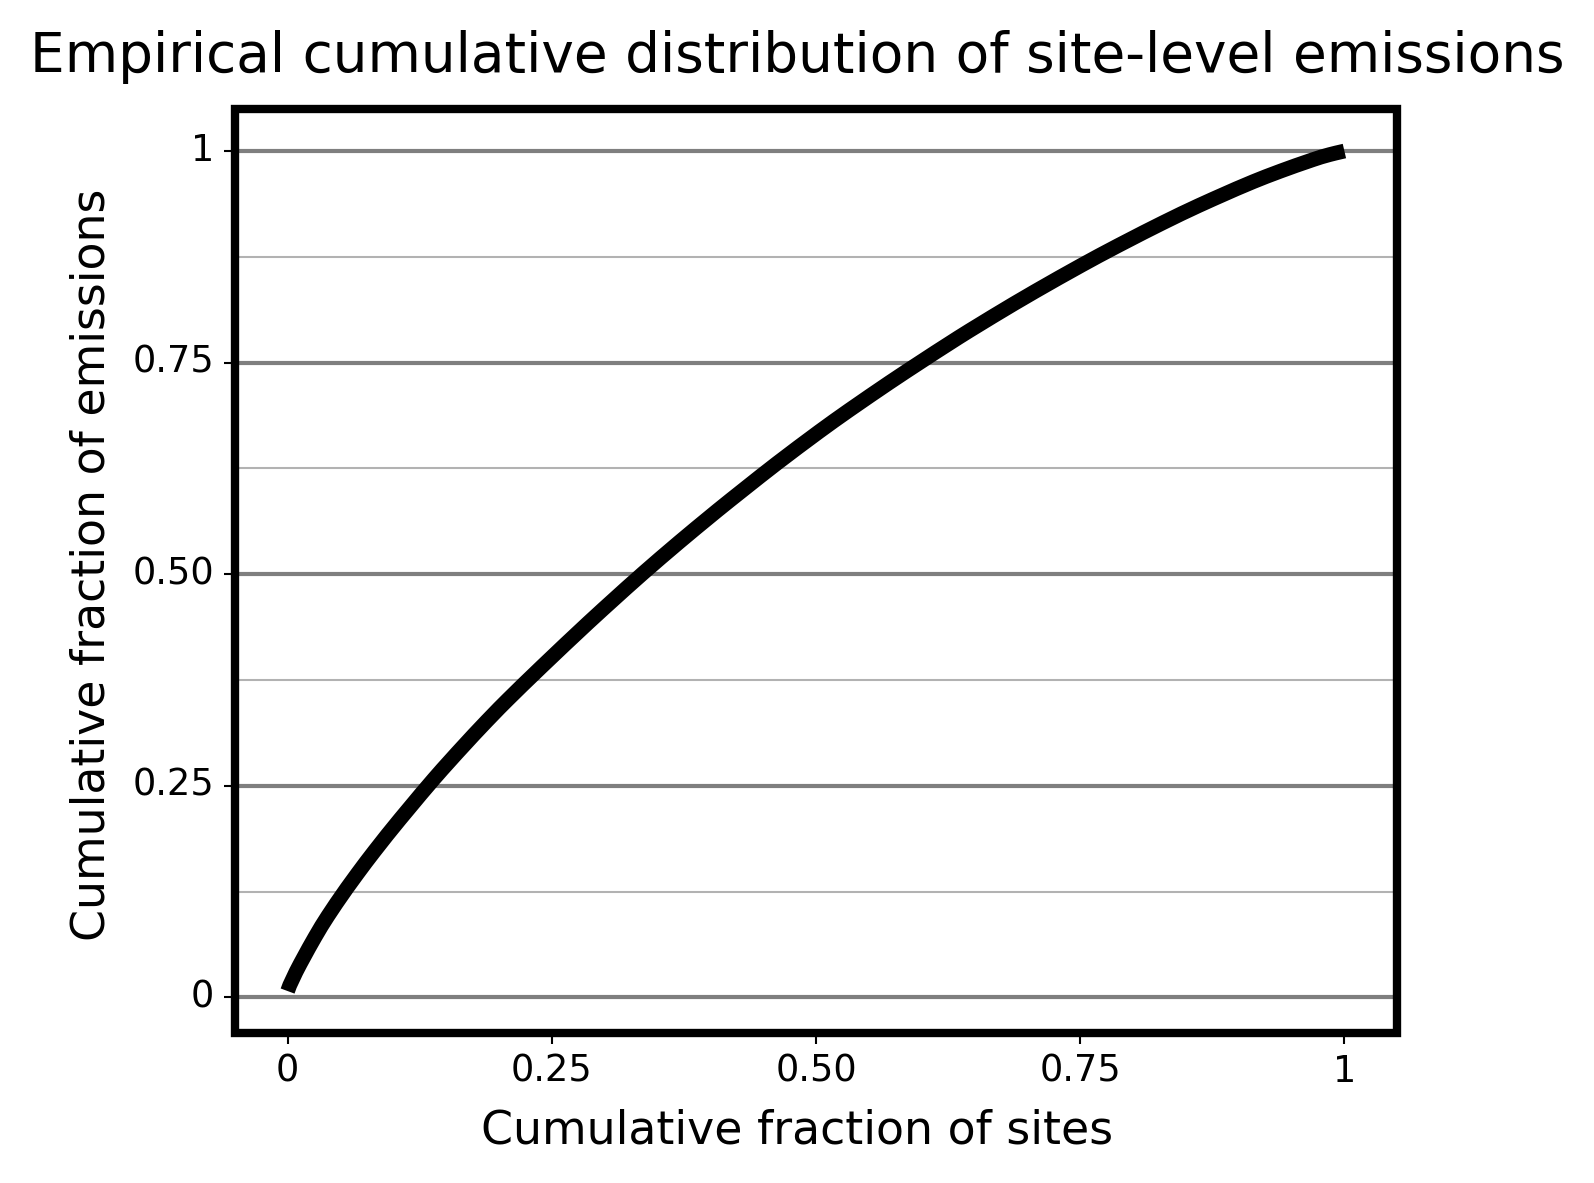 Empirical cumulative distribution of site-level emissions
Cumulative fraction of emissions
1
0.75
0.50
0.25
0
0 0.25 0.50 0.75 1
Cumulative fraction of sites